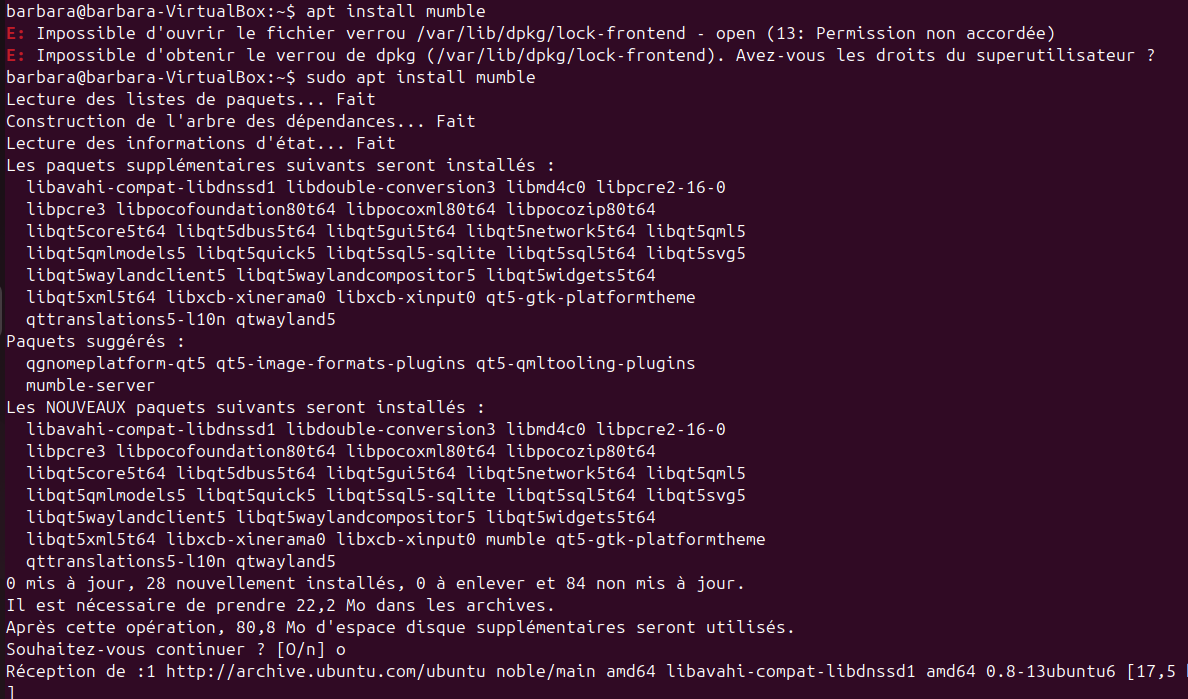 barbara@barbara-VirtualBox:~$ apt install mumble
E: Impossible d'ouvrir le fichier verrou /var/lib/dpkg/lock-frontend - open (13: Permission non accordée)
E: Impossible d'obtenir le verrou de dpkg (/var/lib/dpkg/lock-frontend). Avez-vous les droits du superutilisateur ?
barbara@barbara-VirtualBox:~$ sudo apt install mumble
Lecture des listes de paquets... Fait
Construction de l'arbre des dépendances... Fait
Lecture des informations d'état... Fait
Les paquets supplémentaires suivants seront installés :
  libavahi-compat-libdnssd1 libdouble-conversion3 libmd4c0 libpcre2-16-0
  libpcre3 libpocofoundation80t64 libpocoxml80t64 libpocozip80t64
  libqt5core5t64 libqt5dbus5t64 libqt5gui5t64 libqt5network5t64 libqt5qml5
  libqt5qmlmodels5 libqt5quick5 libqt5sql5-sqlite libqt5sql5t64 libqt5svg5
  libqt5waylandclient5 libqt5waylandcompositor5 libqt5widgets5t64
  libqt5xml5t64 libxcb-xinerama0 libxcb-xinput0 qt5-gtk-platformtheme
  qttranslations5-l10n qtwayland5
Paquets suggérés :
  qgnomeplatform-qt5 qt5-image-formats-plugins qt5-qmltooling-plugins
  mumble-server
Les NOUVEAUX paquets suivants seront installés :
  libavahi-compat-libdnssd1 libdouble-conversion3 libmd4c0 libpcre2-16-0
  libpcre3 libpocofoundation80t64 libpocoxml80t64 libpocozip80t64
  libqt5core5t64 libqt5dbus5t64 libqt5gui5t64 libqt5network5t64 libqt5qml5
  libqt5qmlmodels5 libqt5quick5 libqt5sql5-sqlite libqt5sql5t64 libqt5svg5
  libqt5waylandclient5 libqt5waylandcompositor5 libqt5widgets5t64
  libqt5xml5t64 libxcb-xinerama0 libxcb-xinput0 mumble qt5-gtk-platformtheme
  qttranslations5-l10n qtwayland5
0 mis à jour, 28 nouvellement installés, 0 à enlever et 84 non mis à jour.
Il est nécessaire de prendre 22,2 Mo dans les archives.
Après cette opération, 80,8 Mo d'espace disque supplémentaires seront utilisés.
Souhaitez-vous continuer ? [O/n] o
Réception de :1 http://archive.ubuntu.com/ubuntu noble/main amd64 libavahi-compat-libdnssd1 amd64 0.8-13ubuntu6 [17,5
]